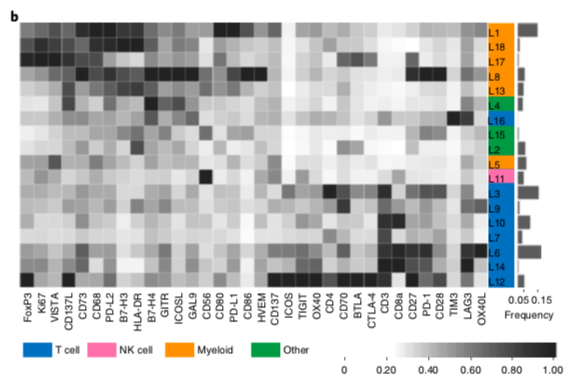 b
L1
L18
L17
L8
L13
L4
L16
L15
L2
L5
L11
L3
L9
L10
L7
L6
L14
L12
FoxP3 Ki67 VISTA CD137L CD73 CD68 PD-L2 B7-H3 HLA-DR B7-H4 GITR ICOSL GAL9 CD56 CD80 PD-L1 CD86 HVEM CD137 ICOS TIGIT OX40 CD4 CD70 BTLA CTLA-4 CD3 CD8a CD27 PD-1 CD28 TIM3 LAG3 OX40L
0.05 0.15
Frequency
T cell NK cell Myeloid Other
0 0.20 0.40 0.60 0.80 1.00